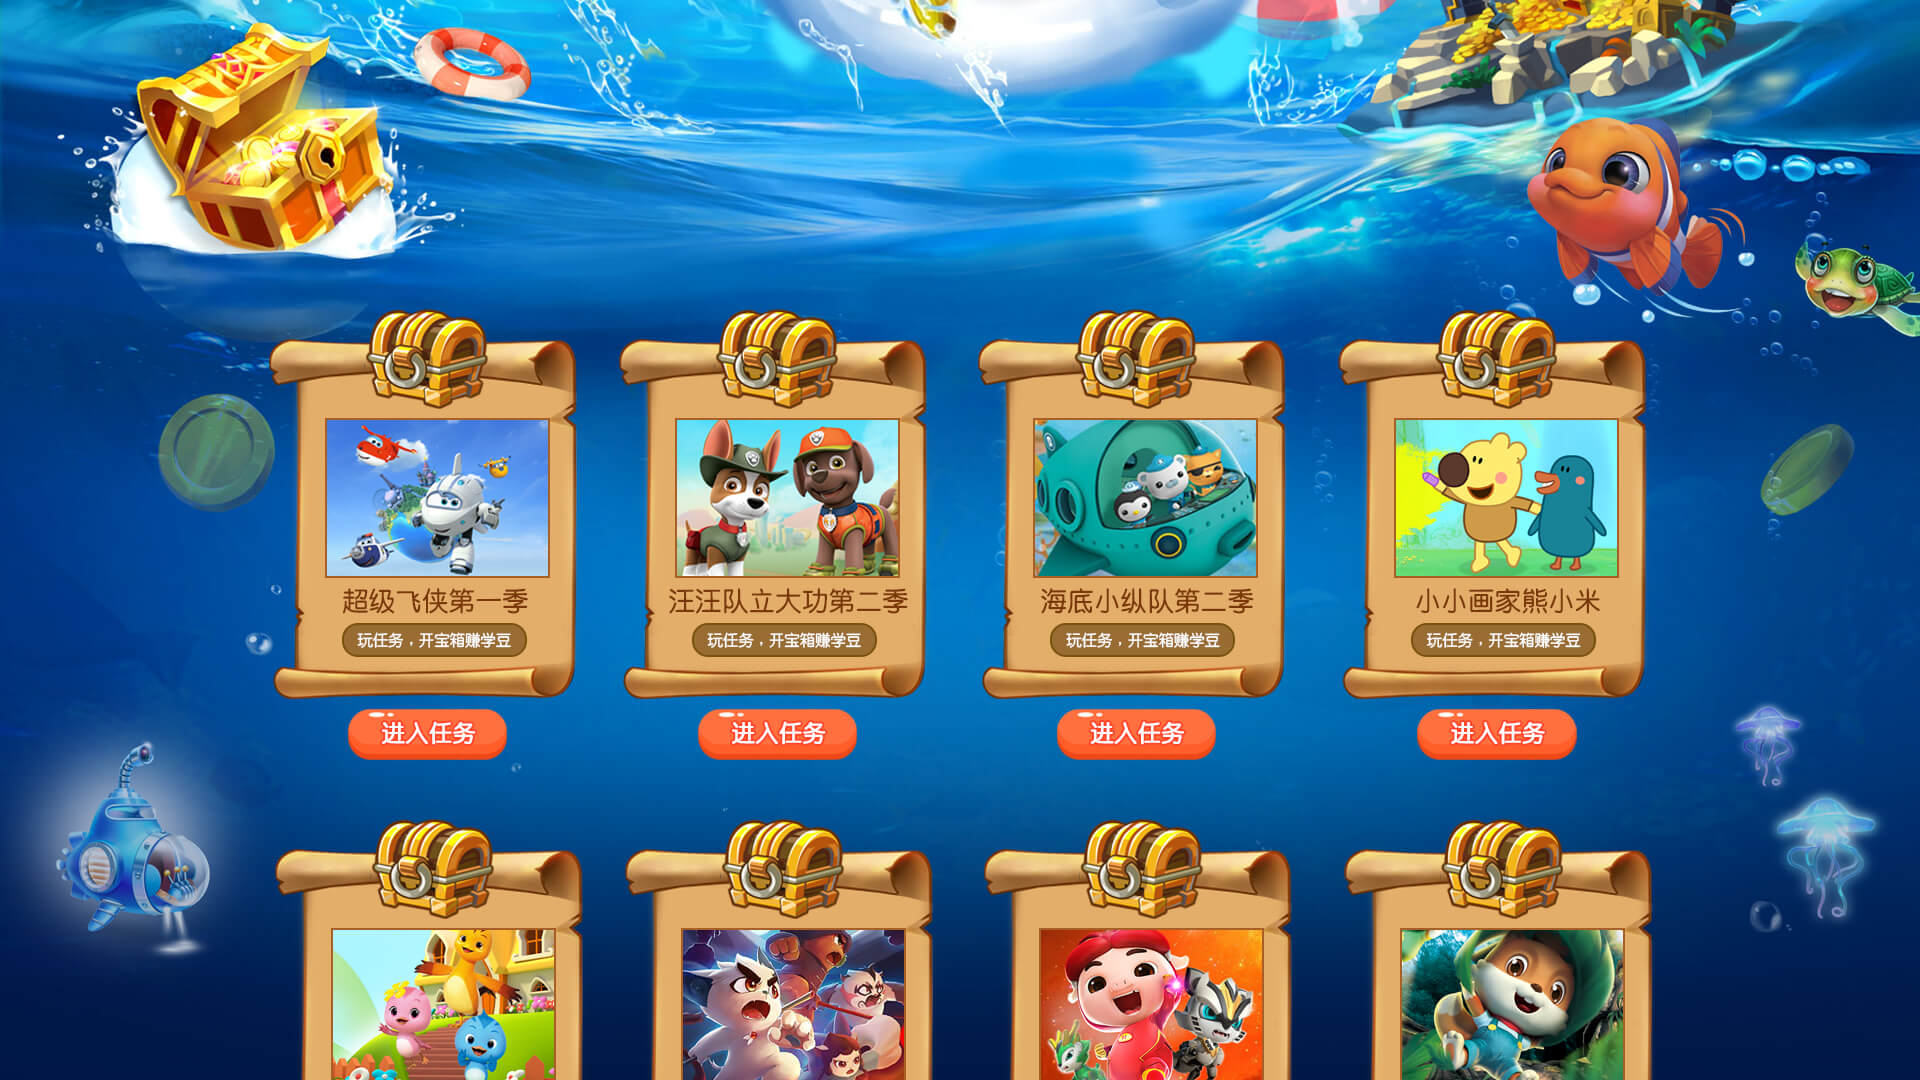 超级飞侠第一季
玩任务，开宝箱赚学豆
进入任务
汪汪队立大功第二季
玩任务，开宝箱赚学豆
进入任务
海底小纵队第二季
玩任务，开宝箱赚学豆
进入任务
小小画家熊小米
玩任务，开宝箱赚学豆
进入任务